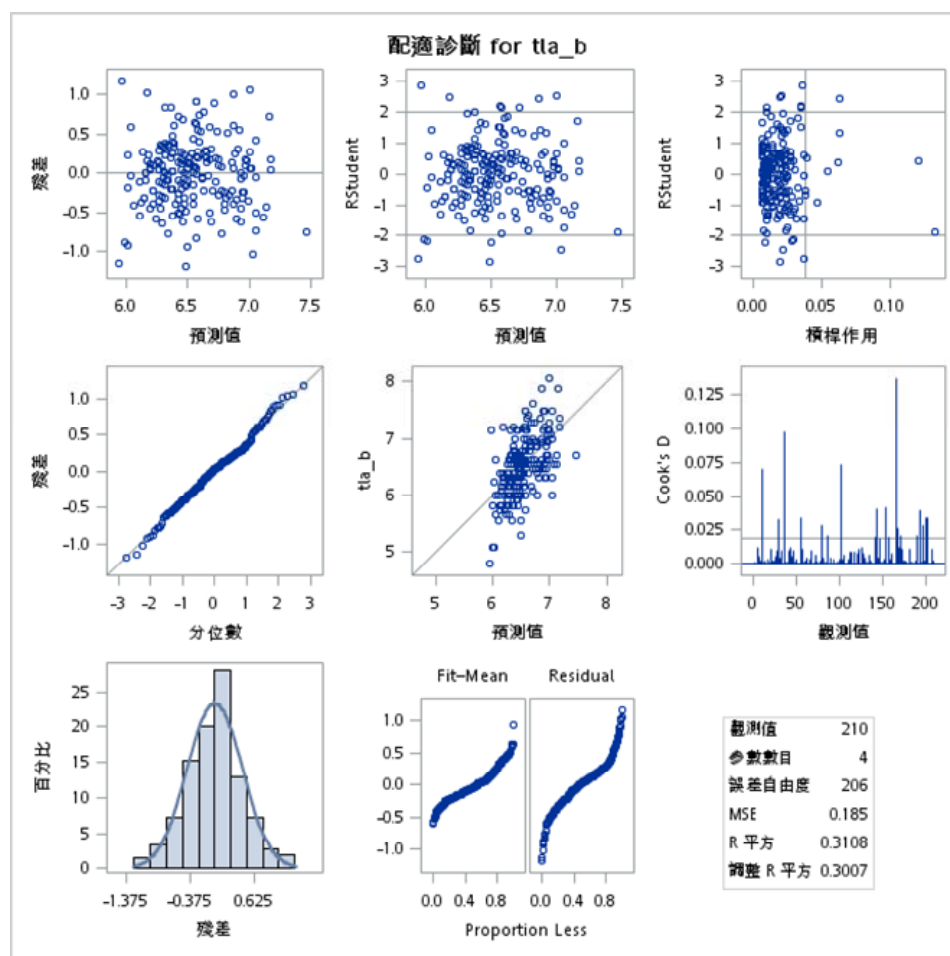 配適診斷 for tla_b
殘差
1.0
0.5
0.0
-0.5
-1.0
6.0 6.5 7.0 7.5
預測值
RStudent
3
2
1
0
-1
-2
-3
6.0 6.5 7.0 7.5
預測值
RStudent
3
2
1
0
-1
-2
-3
0.00 0.05 0.10
槓桿作用
殘差
1.0
0.5
0.0
-0.5
-1.0
-3 -2 -1 0 1 2 3
分位數
tla_b
8
7
6
5
5 6 7 8
預測值
Cook's D
0.125
0.100
0.075
0.050
0.025
0.000
0 50 100 150 200
觀測值
百分比
25
20
15
10
5
0
-1.375 -0.375 0.625
殘差
Fit–Mean Residual
1.0
0.5
0.0
-0.5
-1.0
0.0 0.4 0.8 0.0 0.4 0.8
Proportion Less
觀測值 210
參數數目 4
誤差自由度 206
MSE 0.185
R 平方 0.3108
調整 R 平方 0.3007